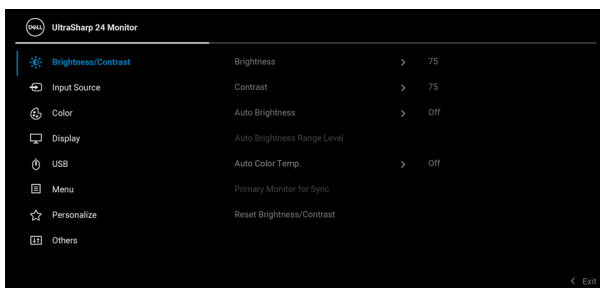 DELL UltraSharp 24 Monitor
Brightness/Contrast Brightness > 75
Input Source Contrast > 75
Color Auto Brightness > Off
Display Auto Brightness Range Level
USB Auto Color Temp. > Off
Menu Primary Monitor for Sync
Personalize Reset Brightness/Contrast
Others
< Exit